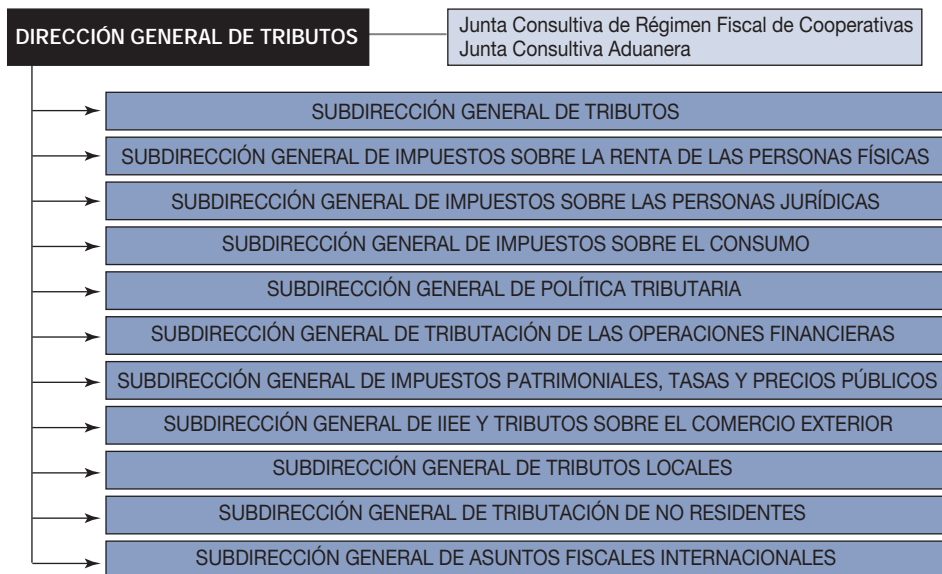 DIRECCIÓN GENERAL DE TRIBUTOS
Junta Consultiva de Régimen Fiscal de Cooperativas
Junta Consultiva Aduanera
SUBDIRECCIÓN GENERAL DE TRIBUTOS
SUBDIRECCIÓN GENERAL DE IMPUESTOS SOBRE LA RENTA DE LAS PERSONAS FÍSICAS
SUBDIRECCIÓN GENERAL DE IMPUESTOS SOBRE LAS PERSONAS JURÍDICAS
SUBDIRECCIÓN GENERAL DE IMPUESTOS SOBRE EL CONSUMO
SUBDIRECCIÓN GENERAL DE POLÍTICA TRIBUTARIA
SUBDIRECCIÓN GENERAL DE TRIBUTACIÓN DE LAS OPERACIONES FINANCIERAS
SUBDIRECCIÓN GENERAL DE IMPUESTOS PATRIMONIALES, TASAS Y PRECIOS PÚBLICOS
SUBDIRECCIÓN GENERAL DE IIEE Y TRIBUTOS SOBRE EL COMERCIO EXTERIOR
SUBDIRECCIÓN GENERAL DE TRIBUTOS LOCALES
SUBDIRECCIÓN GENERAL DE TRIBUTACIÓN DE NO RESIDENTES
SUBDIRECCIÓN GENERAL DE ASUNTOS FISCALES INTERNACIONALES